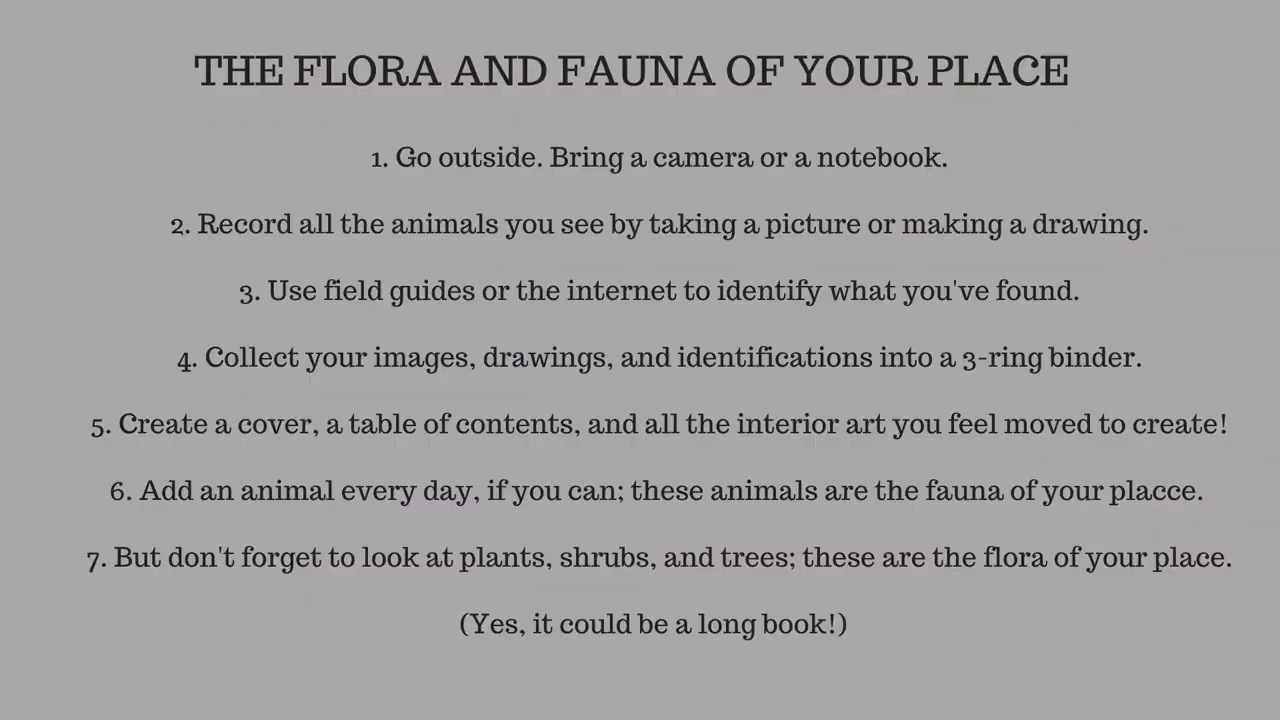 THE FLORA AND FAUNA OF YOUR PLACE
1. Go outside. Bring a camera or a notebook.
2. Record all the animals you see by taking a picture or making a drawing.
3. Use field guides or the internet to identify what you've found.
4. Collect your images, drawings, and identifications into a 3-ring binder.
5. Create a cover, a table of contents, and all the interior art you feel moved to create!
6. Add an animal every day, if you can; these animals are the fauna of your placce.
7. But don't forget to look at plants, shrubs, and trees; these are the flora of your place.
(Yes, it could be a long book!)